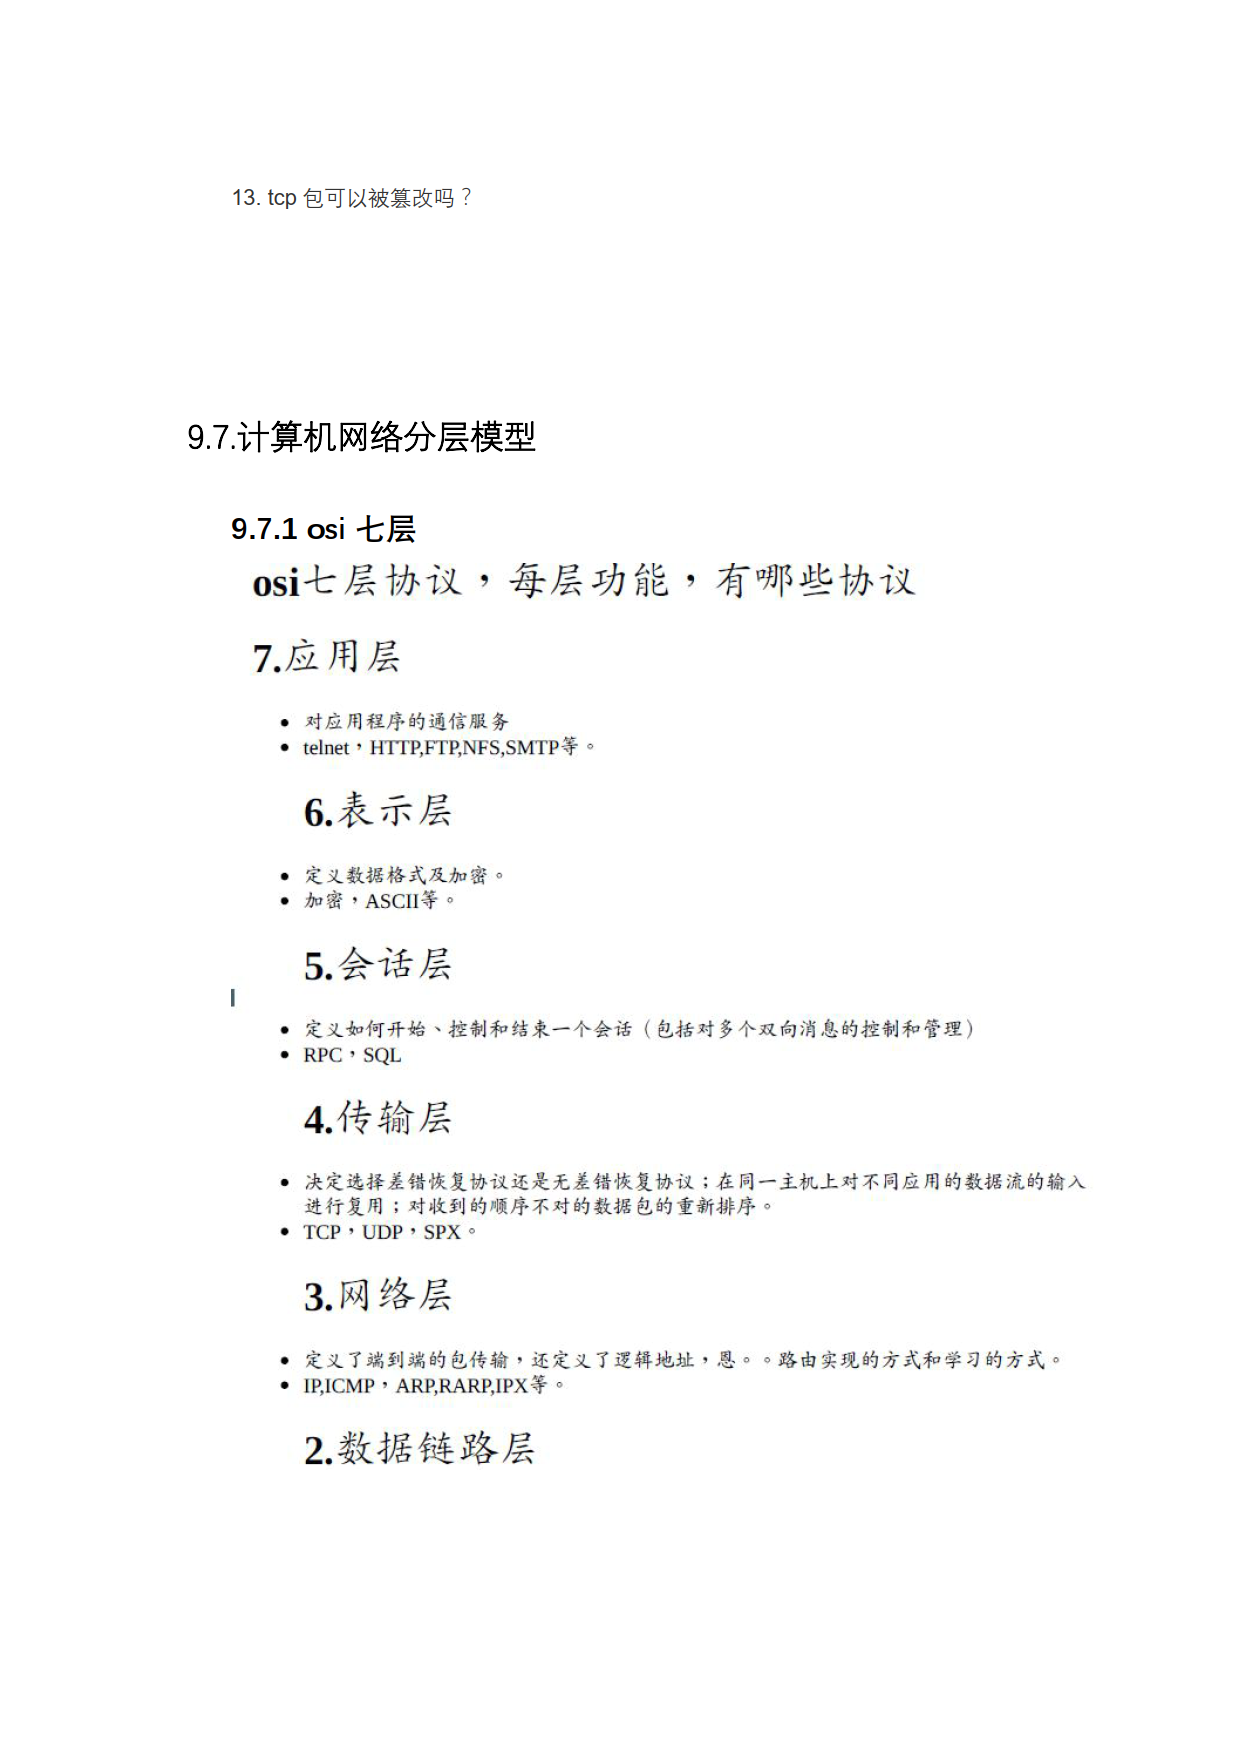 13. tcp 包可以被篡改吗？
9.7.计算机网络分层模型
9.7.1 osi 七层
osi七层协议，每层功能，有哪些协议
7.应用层
• 对应用程序的通信服务
• telnet，HTTP,FTP,NFS,SMTP等。
6.表示层
• 定义数据格式及加密。
• 加密，ASCII等。
5.会话层
• 定义如何开始、控制和结束一个会话（包括对多个双向消息的控制和管理）
• RPC，SQL
4.传输层
• 决定选择差错恢复协议还是无差错恢复协议；在同一主机上对不同应用的数据流的输入
进行复用；对收到的顺序不对的数据包的重新排序。
• TCP，UDP，SPX。
3.网络层
• 定义了端到端的包传输，还定义了逻辑地址，恩。。路由实现的方式和学习的方式。
• IP,ICMP，ARP,RARP,IPX等。
2.数据链路层